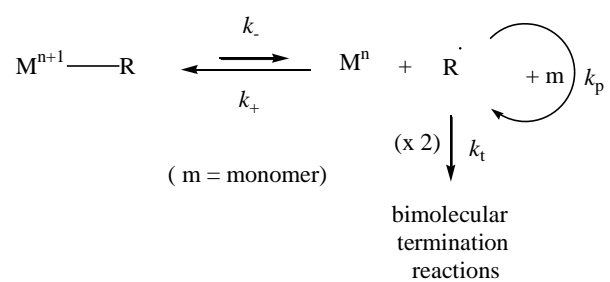 k-
M^{n+1}—R M^n + R· + m k_p
k+
(x 2) k_t
( m = monomer)
bimolecular
termination
reactions